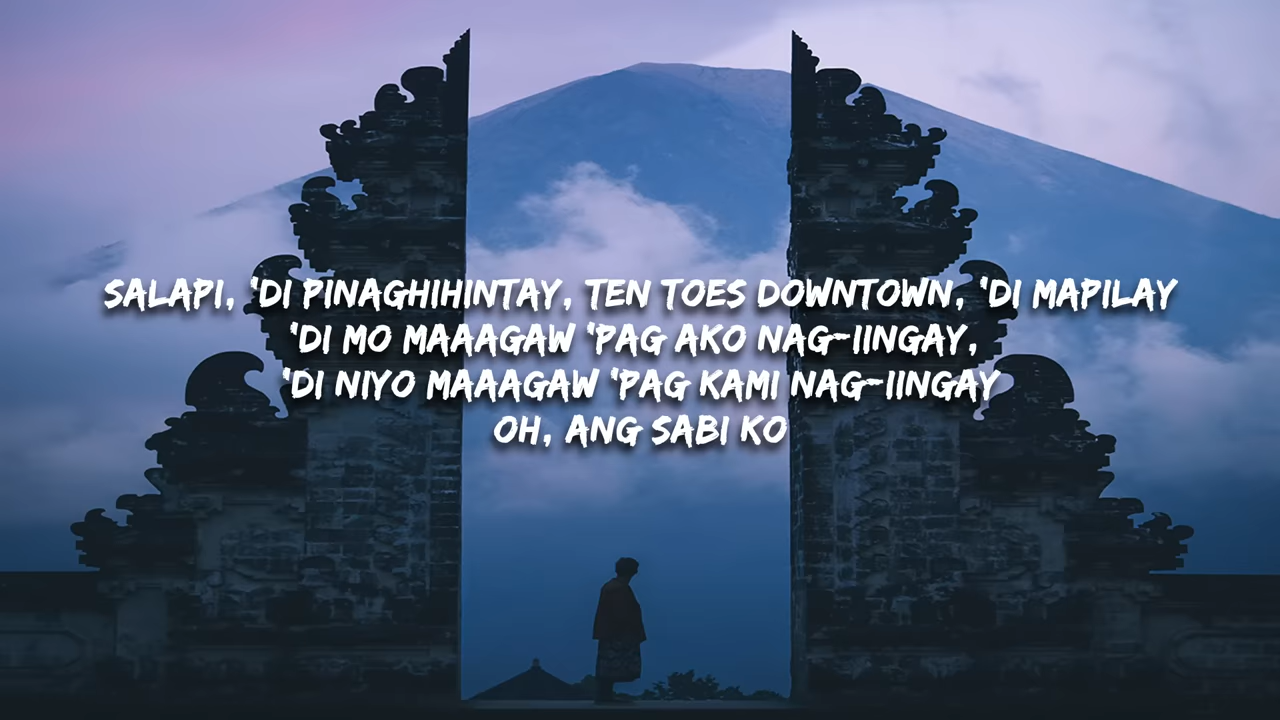 SALAPI, 'DI PINAGHIHINTAY, TEN TOES DOWNTOWN, 'DI MAPILAY
'DI MO MAAAGAW 'PAG AKO NAG-IINGAY,
'DI NIYO MAAAGAW 'PAG KAMI NAG-IINGAY
OH, ANG SABI KO